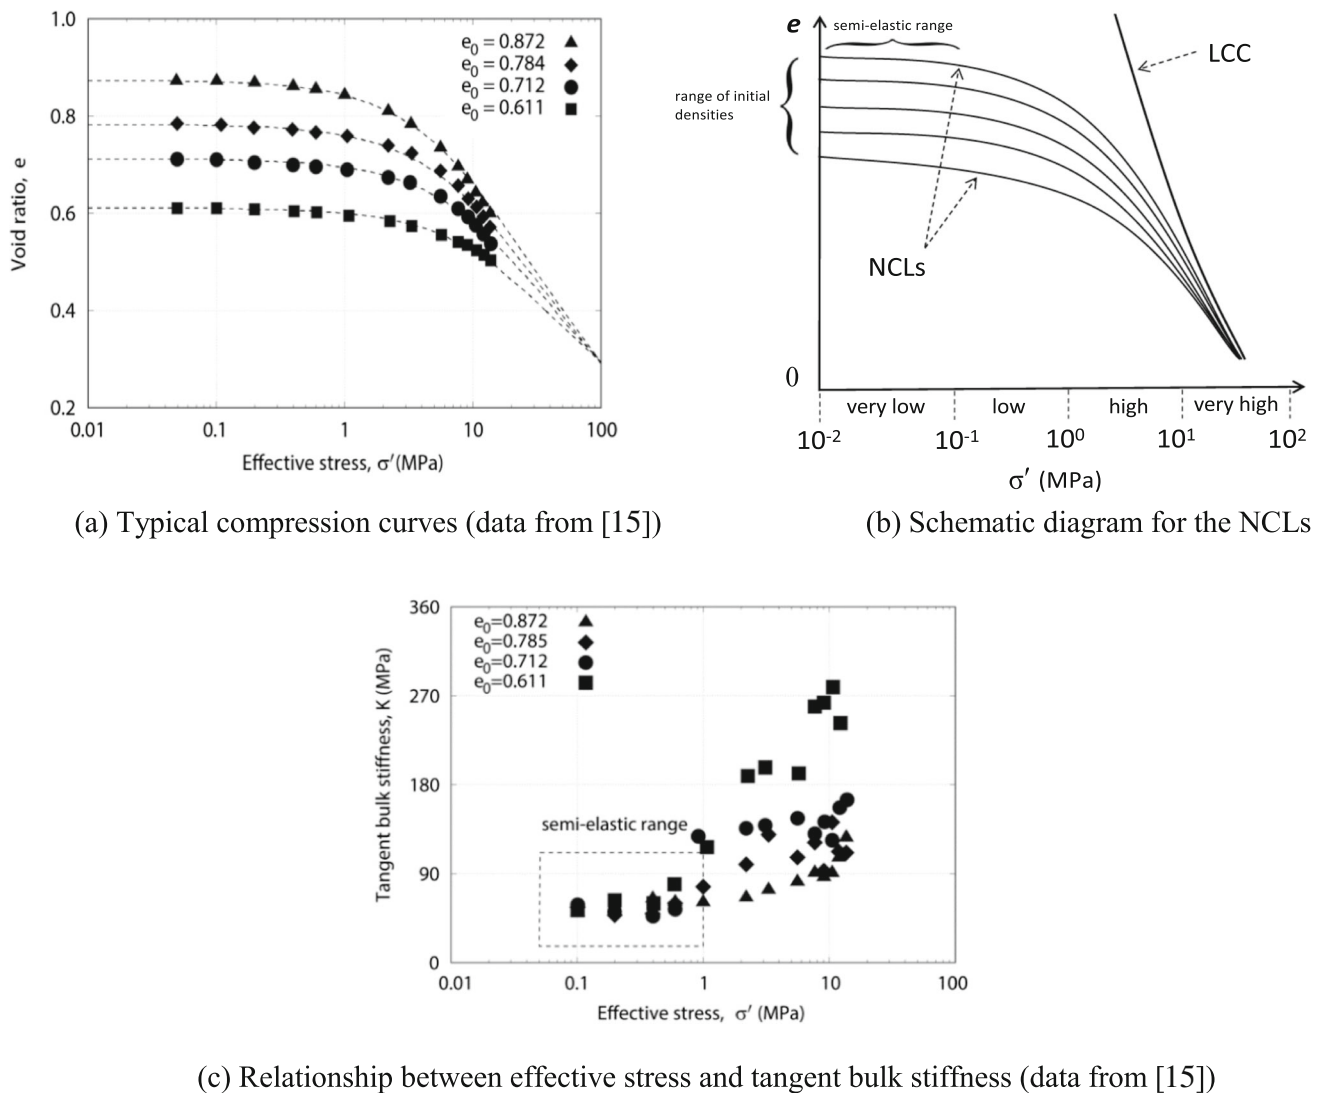 1.0
0.8
0.6
0.4
0.2
Void ratio, e
e₀ = 0.872
e₀ = 0.784
e₀ = 0.712
e₀ = 0.611
0.01 0.1 1 10 100
Effective stress, σ′(MPa)
(a) Typical compression curves (data from [15])
e
semi-elastic range
LCC
range of initial
densities
NCLs
0
very low low high very high
10⁻² 10⁻¹ 10⁰ 10¹ 10²
σ′ (MPa)
(b) Schematic diagram for the NCLs
360
270
180
90
0
Tangent bulk stiffness, K (MPa)
e₀=0.872
e₀=0.785
e₀=0.712
e₀=0.611
semi-elastic range
0.01 0.1 1 10 100
Effective stress, σ′ (MPa)
(c) Relationship between effective stress and tangent bulk stiffness (data from [15])